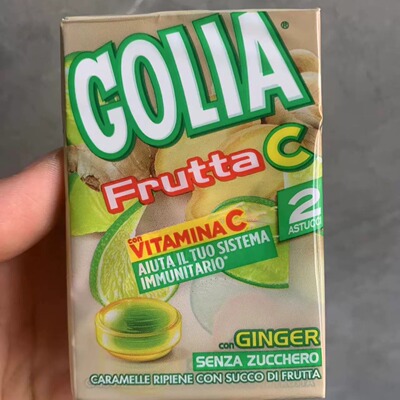 GOLIA®
Frutta C
2
ASTUCCI
con
VITAMINA C
AIUTA IL TUO SISTEMA
IMMUNITARIO*
con GINGER
SENZA ZUCCHERO
CARAMELLE RIPIENE CON SUCCO DI FRUTTA